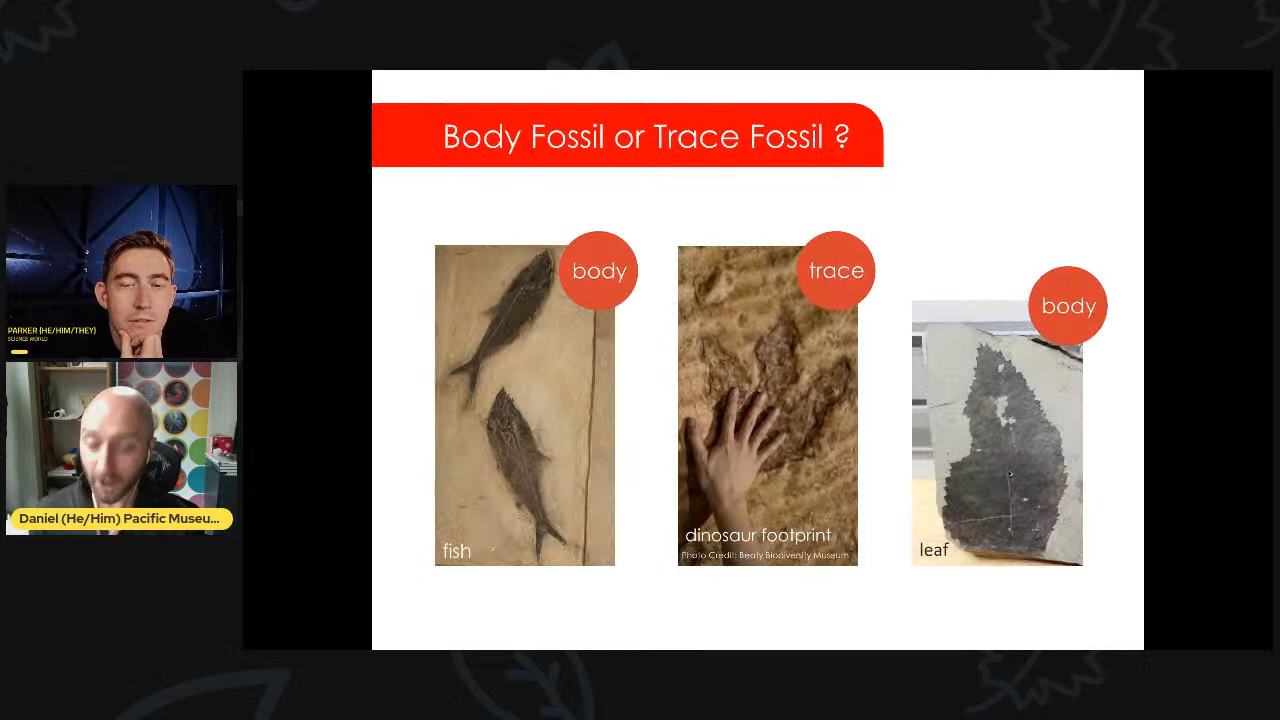 Body Fossil or Trace Fossil ?
body
trace
body
fish
dinosaur footprint
Photo Credit: Beaty Biodiversity Museum
leaf
PARKER (HE/HIM/THEY)
SCIENCE WORLD
Daniel (He/Him) Pacific Museu...